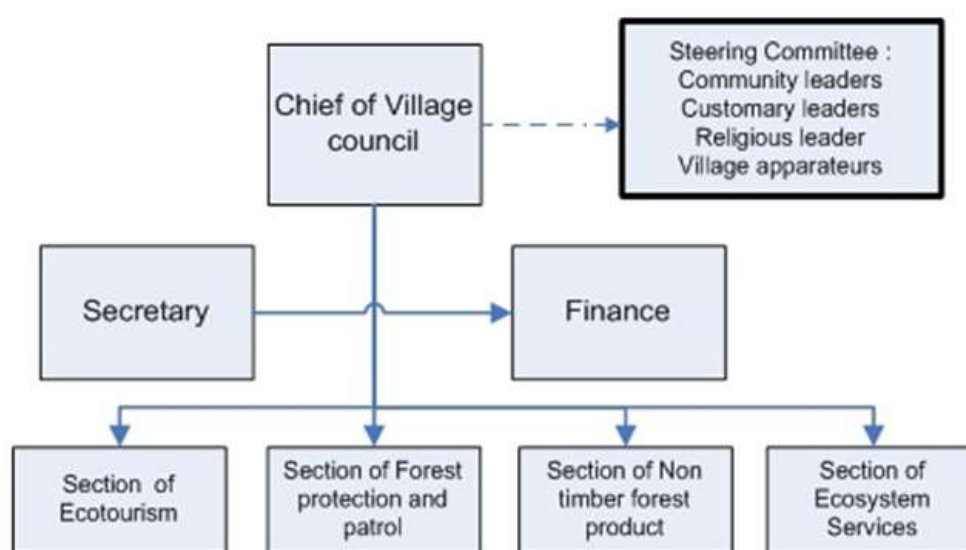 Chief of Village
council
Steering Committee :
Community leaders
Customary leaders
Religious leader
Village apparateurs
Secretary
Finance
Section of
Ecotourism
Section of Forest
protection and
patrol
Section of Non
timber forest
product
Section of
Ecosystem
Services